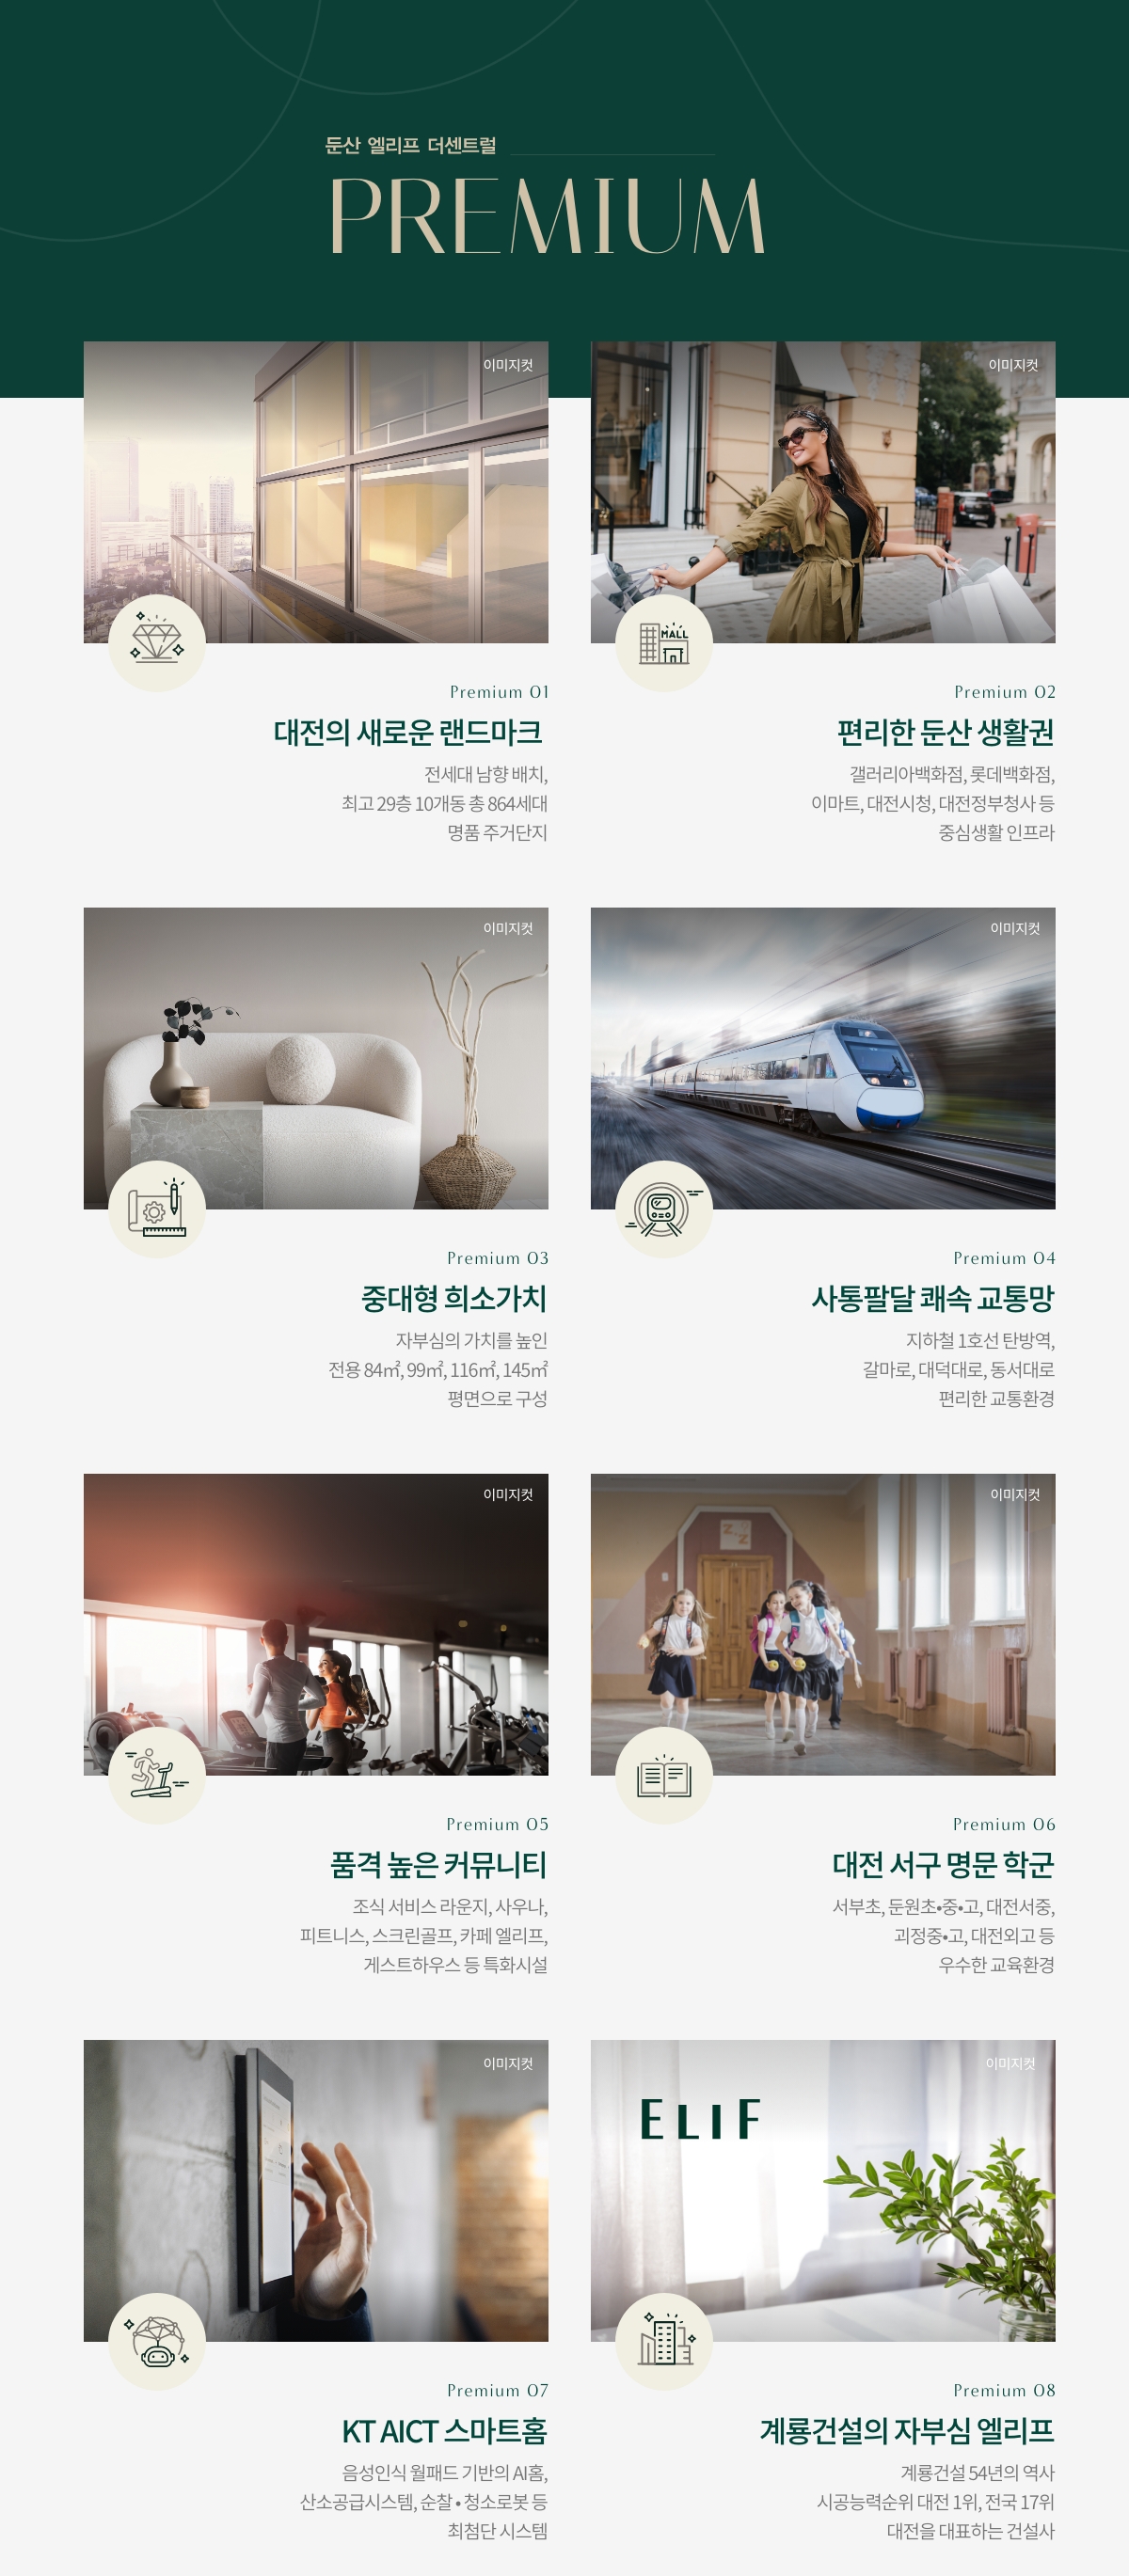 둔산 엘리프 더센트럴
PREMIUM
이미지컷
MALL
이미지컷
Premium 01
대전의 새로운 랜드마크
전세대 남향 배치,
최고 29층 10개동 총 864세대
명품 주거단지
Premium 02
편리한 둔산 생활권
갤러리아백화점, 롯데백화점,
이마트, 대전시청, 대전정부청사 등
중심생활 인프라
이미지컷
이미지컷
Premium 03
중대형 희소가치
자부심의 가치를 높인
전용 84㎡, 99㎡, 116㎡, 145㎡
평면으로 구성
Premium 04
사통팔달 쾌속 교통망
지하철 1호선 탄방역,
갈마로, 대덕대로, 동서대로
편리한 교통환경
이미지컷
이미지컷
Premium 05
품격 높은 커뮤니티
조식 서비스 라운지, 사우나,
피트니스, 스크린골프, 카페 엘리프,
게스트하우스 등 특화시설
Premium 06
대전 서구 명문 학군
서부초, 둔원초•중•고, 대전서중,
괴정중•고, 대전외고 등
우수한 교육환경
이미지컷
이미지컷
ELIF
Premium 07
KT AICT 스마트홈
음성인식 월패드 기반의 AI홈,
산소공급시스템, 순찰 • 청소로봇 등
최첨단 시스템
Premium 08
계룡건설의 자부심 엘리프
계룡건설 54년의 역사
시공능력순위 대전 1위, 전국 17위
대전을 대표하는 건설사